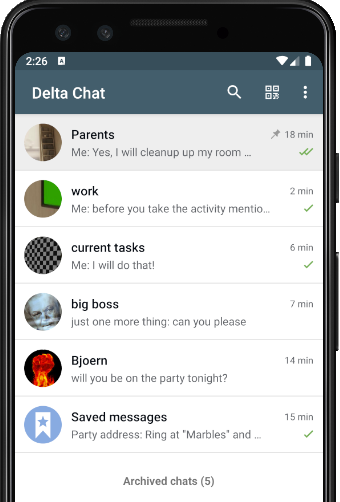 2:26 A
Delta Chat
Parents 18 min
Me: Yes, I will cleanup up my room ...
work 2 min
Me: before you take the activity mentio...
current tasks 6 min
Me: I will do that!
big boss 7 min
just one more thing: can you please
Bjoern 14 min
will you be on the party tonight?
Saved messages 15 min
Party address: Ring at "Marbles" and ...
Archived chats (5)